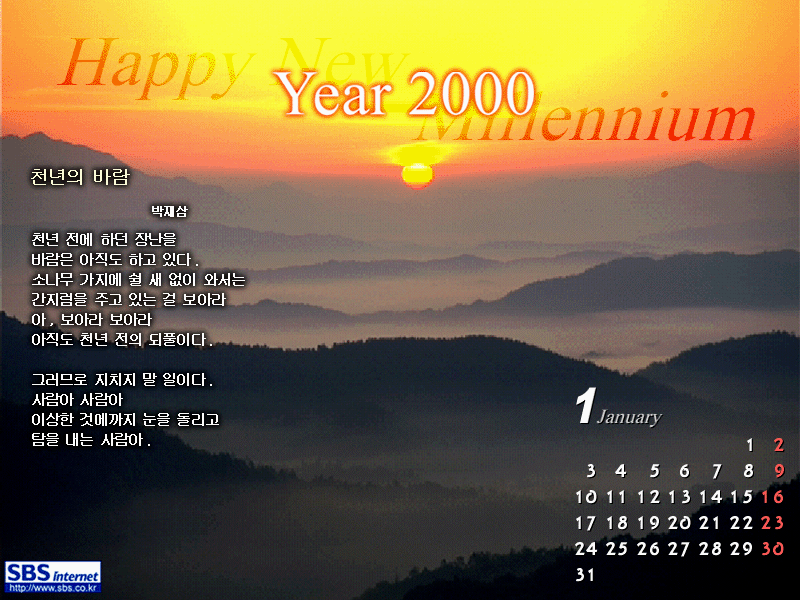 Happy New
Year 2000
Millennium
천년의 바람
박재삼
천년 전에 하던 장난을
바람은 아직도 하고 있다.
소나무 가지에 쉴 새 없이 와서는
간지럼을 주고 있는 걸 보아라
아, 보아라 보아라
아직도 천년 전의 되풀이다.
그러므로 지치지 말 일이다.
사람아 사람아
이상한 것에까지 눈을 돌리고
탐을 내는 사람아.
1 January
1 2
3 4 5 6 7 8 9
10 11 12 13 14 15 16
17 18 19 20 21 22 23
24 25 26 27 28 29 30
31
SBS internet
http://www.sbs.co.kr